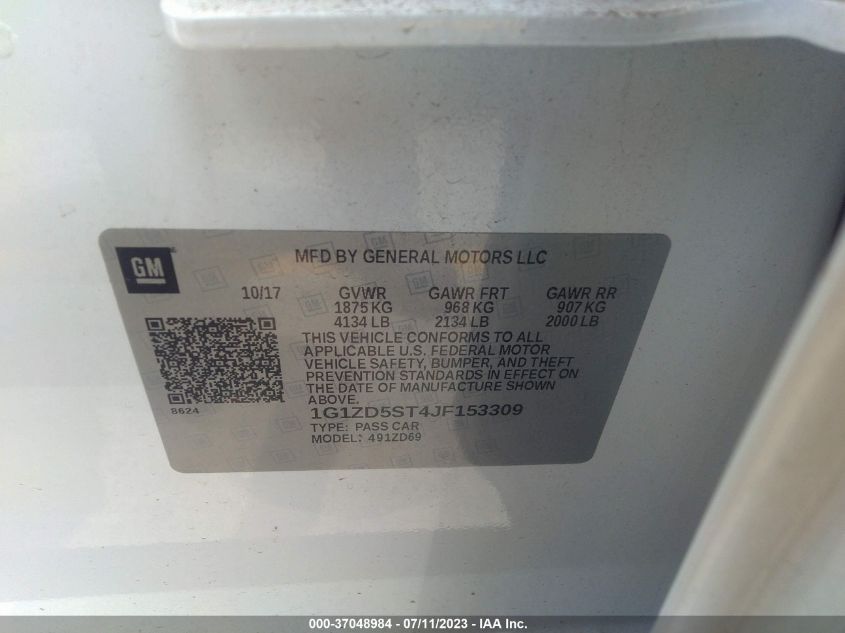 GM
MFD BY GENERAL MOTORS LLC
10/17 GVWR GAWR FRT GAWR RR
1875 KG 968 KG 907 KG
4134 LB 2134 LB 2000 LB
THIS VEHICLE CONFORMS TO ALL
APPLICABLE U.S. FEDERAL MOTOR
VEHICLE SAFETY, BUMPER, AND THEFT
PREVENTION STANDARDS IN EFFECT ON
THE DATE OF MANUFACTURE SHOWN
ABOVE.
8624
1G1ZD5ST4JF153309
TYPE: PASS CAR
MODEL: 491ZD69
000-37048984 - 07/11/2023 - IAA Inc.